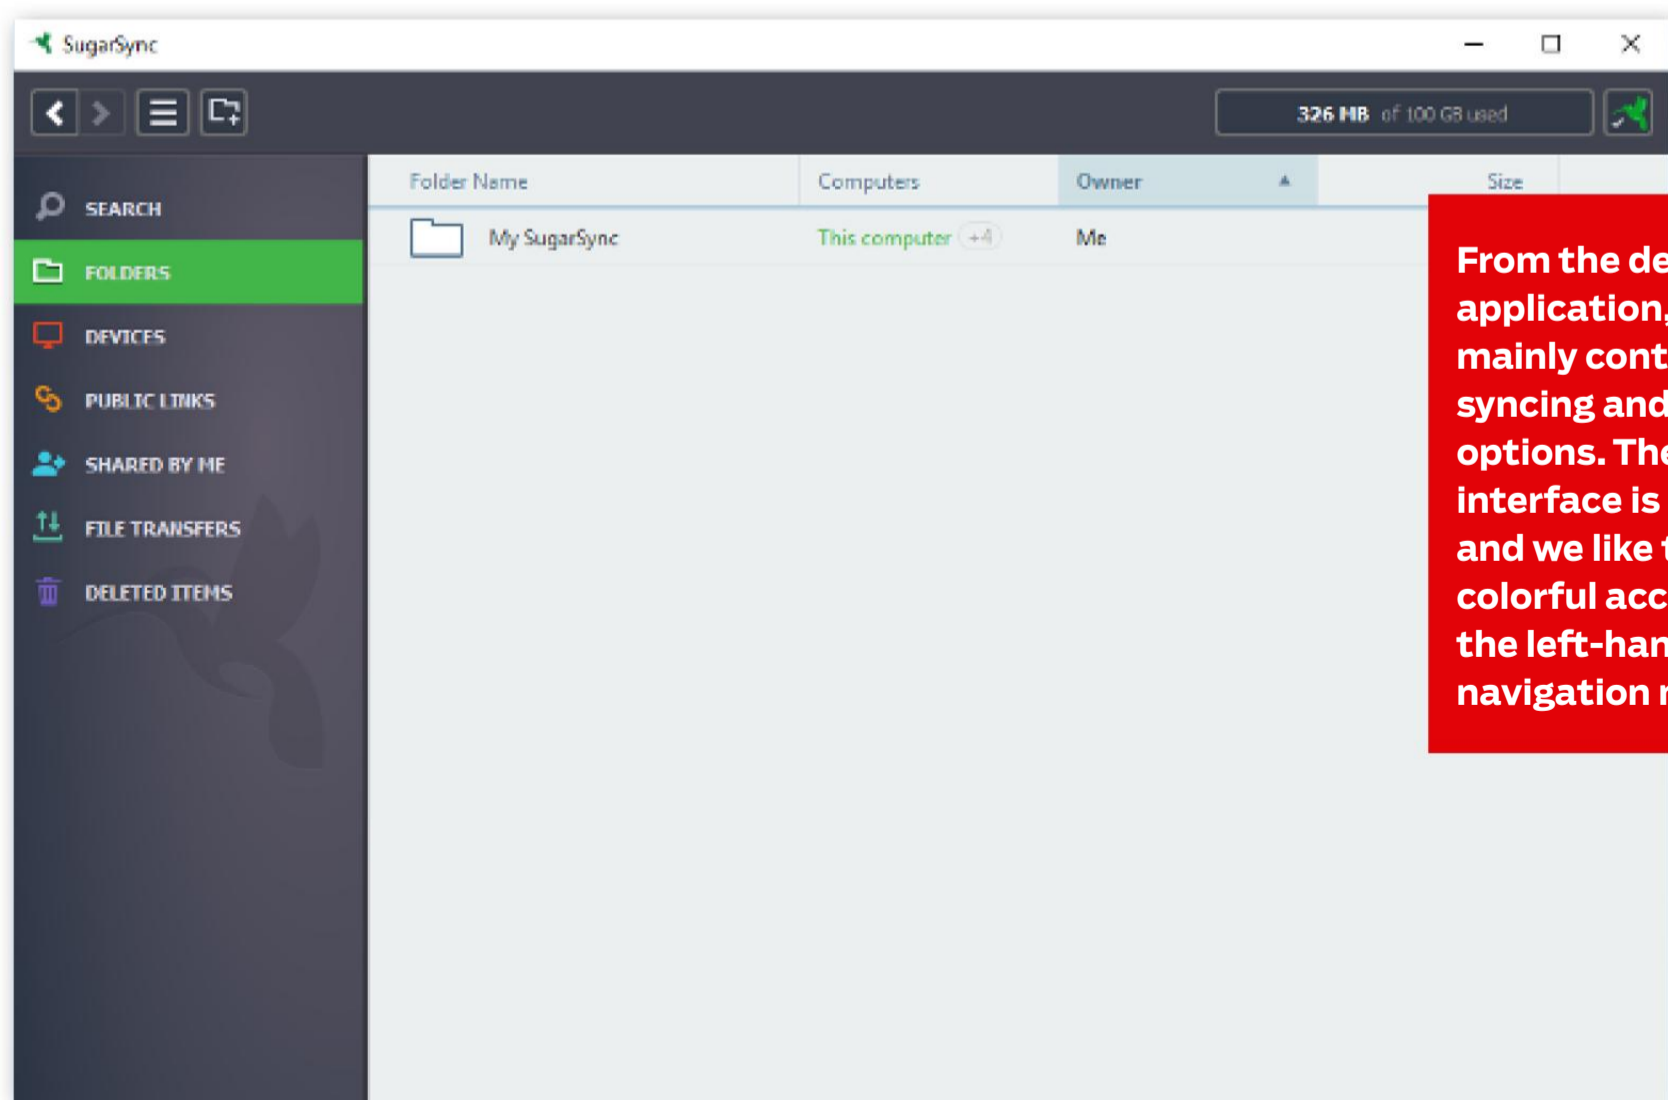 SugarSync
326 MB of 100 GB used
SEARCH
FOLDERS
DEVICES
PUBLIC LINKS
SHARED BY ME
FILE TRANSFERS
DELETED ITEMS
Folder Name Computers Owner Size
My SugarSync This computer +4 Me
From the de
application,
mainly cont
syncing and
options. The
interface is
and we like t
colorful acc
the left-han
navigation